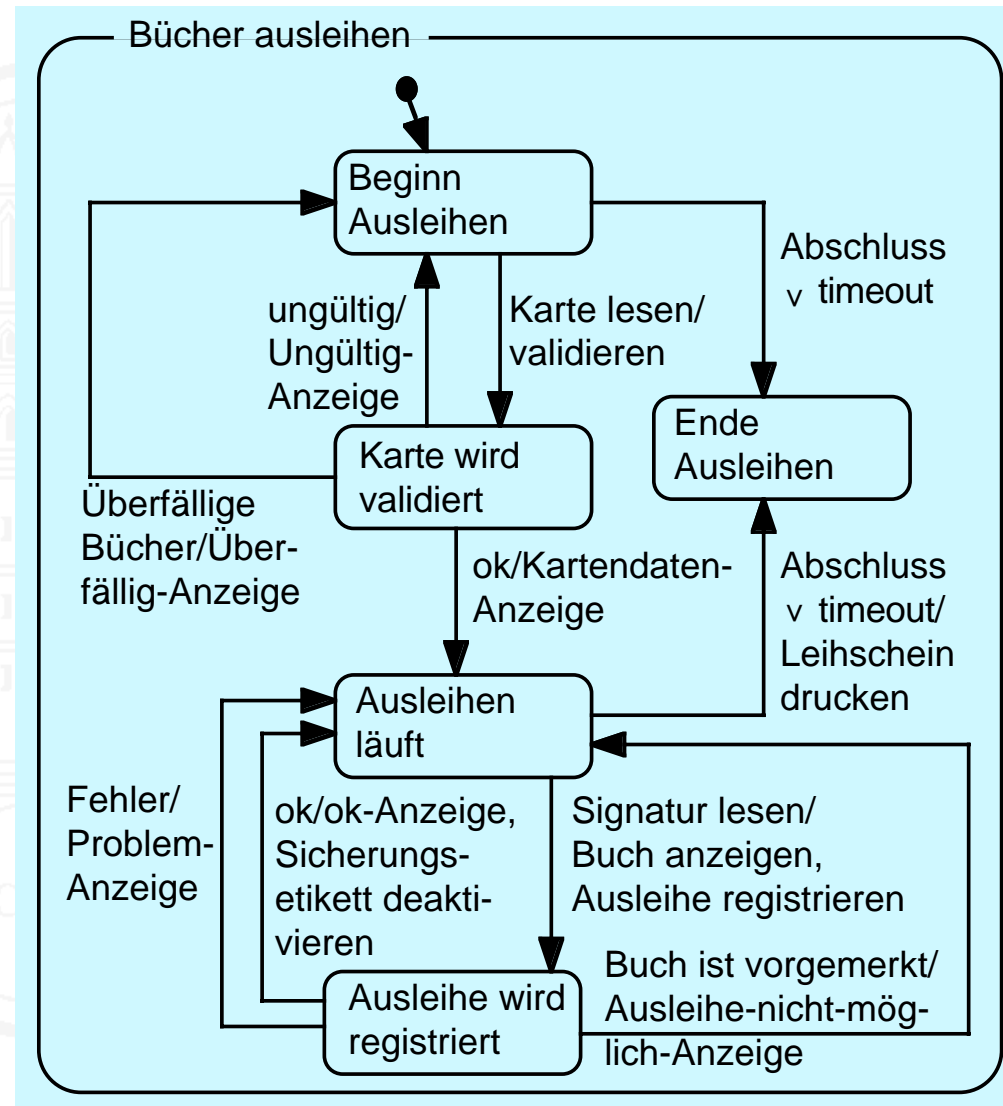 Bücher ausleihen
Beginn
Ausleihen
Abschluss
∨ timeout
ungültig/
Ungültig-
Anzeige
Karte lesen/
validieren
Ende
Ausleihen
Karte wird
validiert
Überfällige
Bücher/Über-
fällig-Anzeige
ok/Kartendaten-
Anzeige
Abschluss
∨ timeout/
Leihschein
drucken
Ausleihen
läuft
Fehler/
Problem-
Anzeige
ok/ok-Anzeige,
Sicherungs-
etikett deakti-
vieren
Signatur lesen/
Buch anzeigen,
Ausleihe registrieren
Buch ist vorgemerkt/
Ausleihe-nicht-mög-
lich-Anzeige
Ausleihe wird
registriert